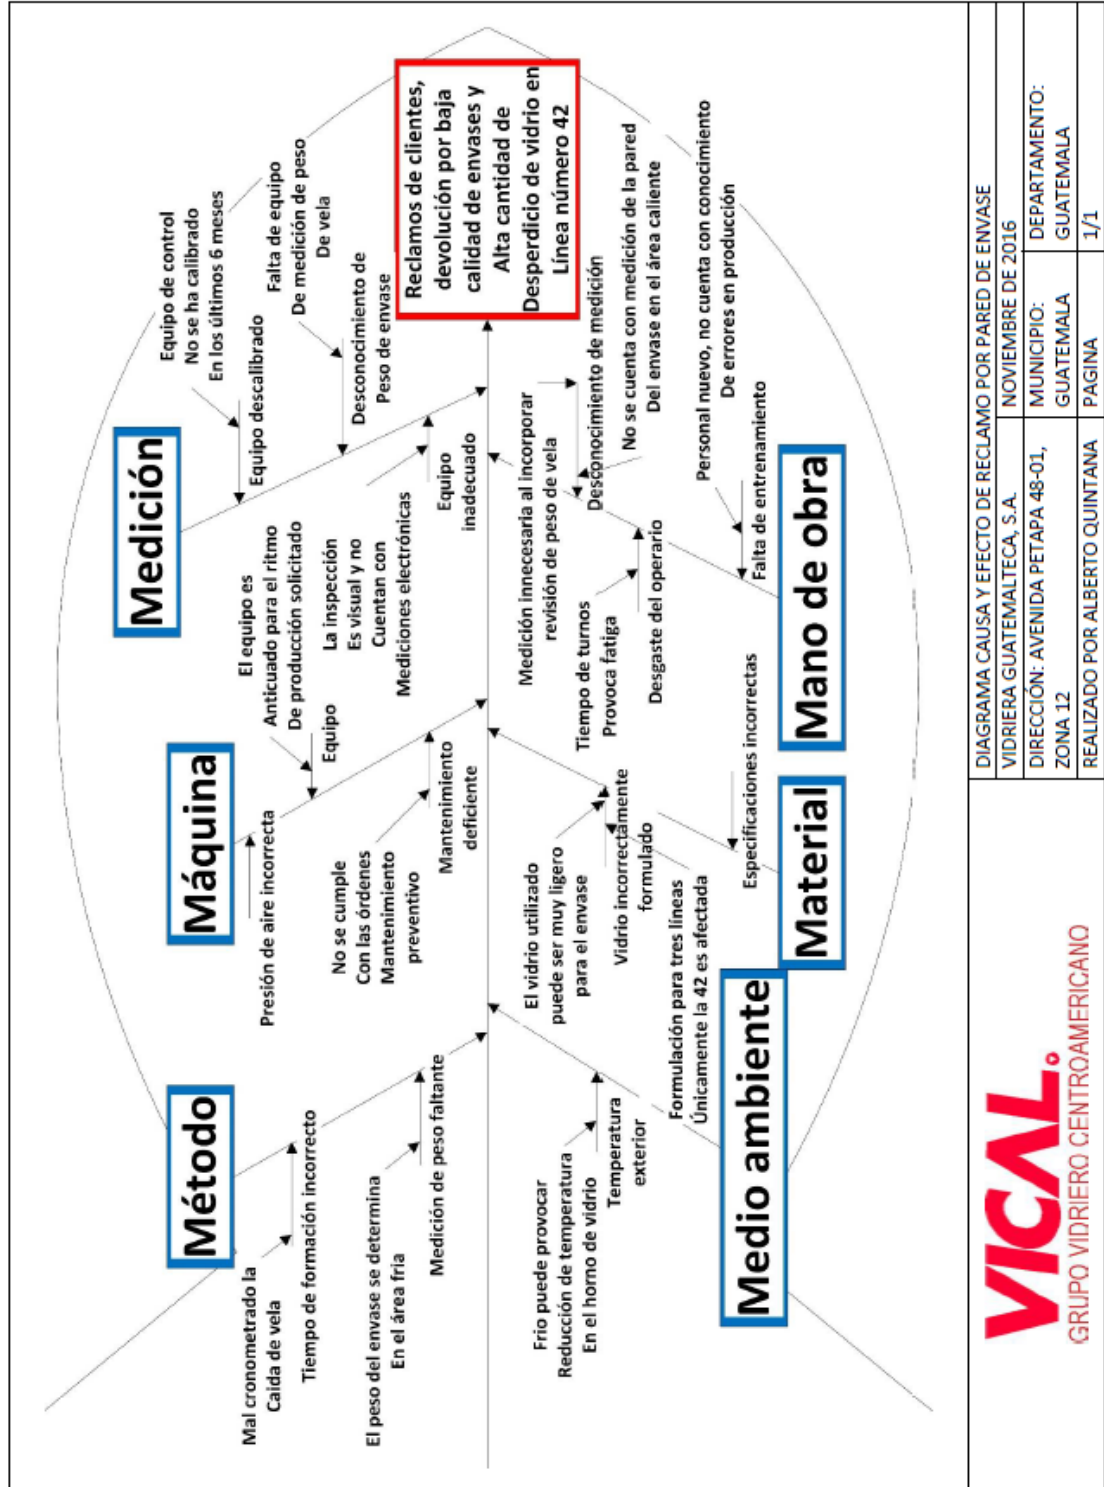 Método
Mal cronometrado la
Caida de vela
Tiempo de formación incorrecto
El peso del envase se determina
En el área fria
Medición de peso faltante
Máquina
Presión de aire incorrecta
El equipo es
Anticuado para el ritmo
De producción solicitado
Equipo
No se cumple
Con las órdenes
Mantenimiento
preventivo
Mantenimiento
deficiente
Medición
Equipo de control
No se ha calibrado
En los últimos 6 meses
Equipo descalibrado
Falta de equipo
De medición de peso
De vela
Desconocimiento de
Peso de envase
La inspección
Es visual y no
Cuentan con
Mediciones electrónicas
Equipo
inadecuado
Reclamos de clientes,
devolución por baja
calidad de envases y
Alta cantidad de
Desperdicio de vidrio en
Línea número 42
Frio puede provocar
Reducción de temperatura
En el horno de vidrio
Temperatura
exterior
Medio ambiente
El vidrio utilizado
puede ser muy ligero
para el envase
Vidrio incorrectamente
formulado
Formulación para tres líneas
Únicamente la 42 es afectada
Especificaciones incorrectas
Material
Medición innecesaria al incorporar
revisión de peso de vela
Desconocimiento de medición
No se cuenta con medición de la pared
Del envase en el área caliente
Tiempo de turnos
Provoca fatiga
Desgaste del operario
Personal nuevo, no cuenta con conocimiento
De errores en producción
Falta de entrenamiento
Mano de obra
VICAL
GRUPO VIDRIERO CENTROAMERICANO
DIAGRAMA CAUSA Y EFECTO DE RECLAMO POR PARED DE ENVASE
VIDRIERA GUATEMALTECA, S.A.
NOVIEMBRE DE 2016
DIRECCIÓN: AVENIDA PETAPA 48-01,
ZONA 12
MUNICIPIO:
GUATEMALA
DEPARTAMENTO:
GUATEMALA
REALIZADO POR ALBERTO QUINTANA
PAGINA
1/1